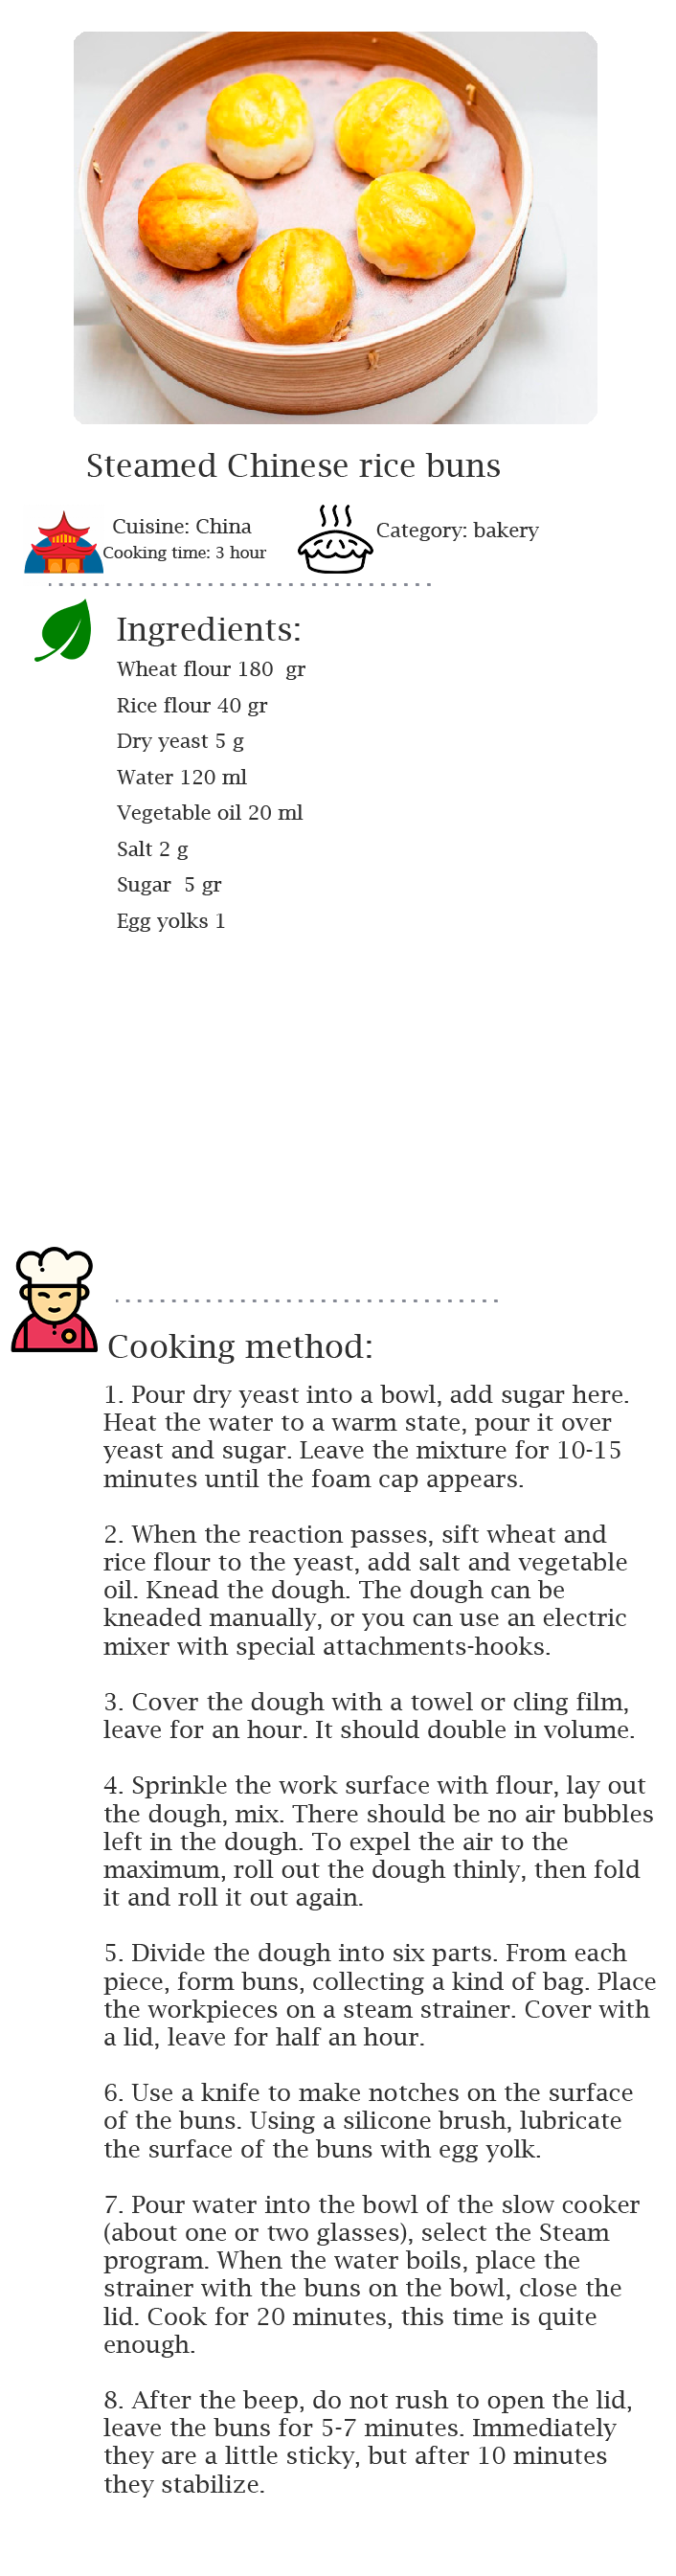 Steamed Chinese rice buns
Cuisine: China
Category: bakery
Cooking time: 3 hour
Ingredients:
Wheat flour 180  gr
Rice flour 40 gr
Dry yeast 5 g
Water 120 ml
Vegetable oil 20 ml
Salt 2 g
Sugar  5 gr
Egg yolks 1
Cooking method:
1. Pour dry yeast into a bowl, add sugar here.
Heat the water to a warm state, pour it over
yeast and sugar. Leave the mixture for 10-15
minutes until the foam cap appears.
2. When the reaction passes, sift wheat and
rice flour to the yeast, add salt and vegetable
oil. Knead the dough. The dough can be
kneaded manually, or you can use an electric
mixer with special attachments-hooks.
3. Cover the dough with a towel or cling film,
leave for an hour. It should double in volume.
4. Sprinkle the work surface with flour, lay out
the dough, mix. There should be no air bubbles
left in the dough. To expel the air to the
maximum, roll out the dough thinly, then fold
it and roll it out again.
5. Divide the dough into six parts. From each
piece, form buns, collecting a kind of bag. Place
the workpieces on a steam strainer. Cover with
a lid, leave for half an hour.
6. Use a knife to make notches on the surface
of the buns. Using a silicone brush, lubricate
the surface of the buns with egg yolk.
7. Pour water into the bowl of the slow cooker
(about one or two glasses), select the Steam
program. When the water boils, place the
strainer with the buns on the bowl, close the
lid. Cook for 20 minutes, this time is quite
enough.
8. After the beep, do not rush to open the lid,
leave the buns for 5-7 minutes. Immediately
they are a little sticky, but after 10 minutes
they stabilize.